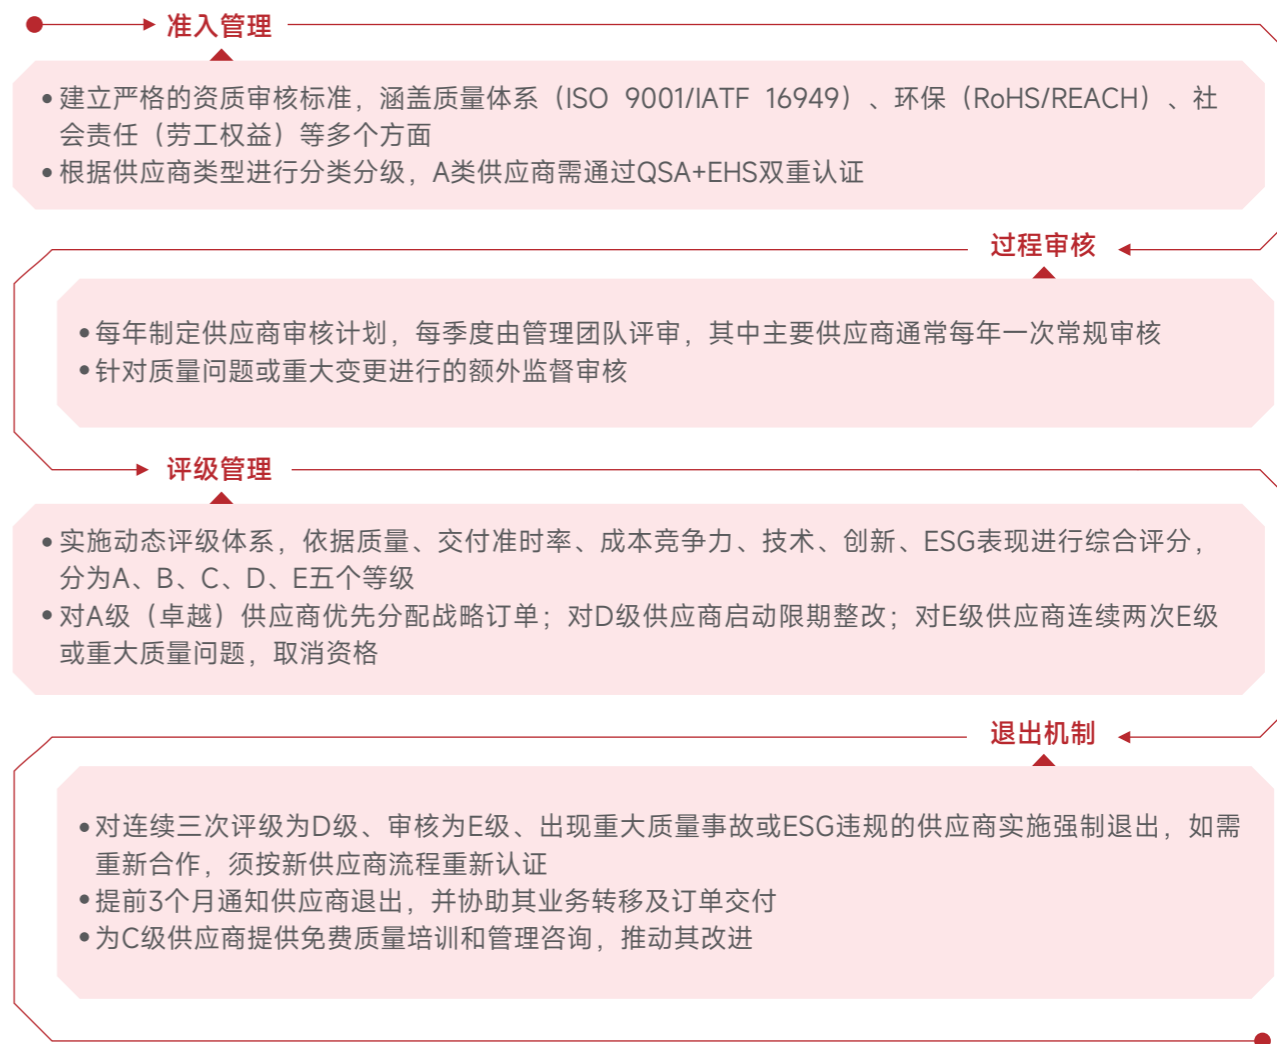 准入管理
•建立严格的资质审核标准，涵盖质量体系（ISO 9001/IATF 16949）、环保（RoHS/REACH）、社
会责任（劳工权益）等多个方面
•根据供应商类型进行分类分级，A类供应商需通过QSA+EHS双重认证
过程审核
•每年制定供应商审核计划，每季度由管理团队评审，其中主要供应商通常每年一次常规审核
•针对质量问题或重大变更进行的额外监督审核
评级管理
•实施动态评级体系，依据质量、交付准时率、成本竞争力、技术、创新、ESG表现进行综合评分，
分为A、B、C、D、E五个等级
•对A级（卓越）供应商优先分配战略订单；对D级供应商启动限期整改；对E级供应商连续两次E级
或重大质量问题，取消资格
退出机制
•对连续三次评级为D级、审核为E级、出现重大质量事故或ESG违规的供应商实施强制退出，如需
重新合作，须按新供应商流程重新认证
•提前3个月通知供应商退出，并协助其业务转移及订单交付
•为C级供应商提供免费质量培训和管理咨询，推动其改进